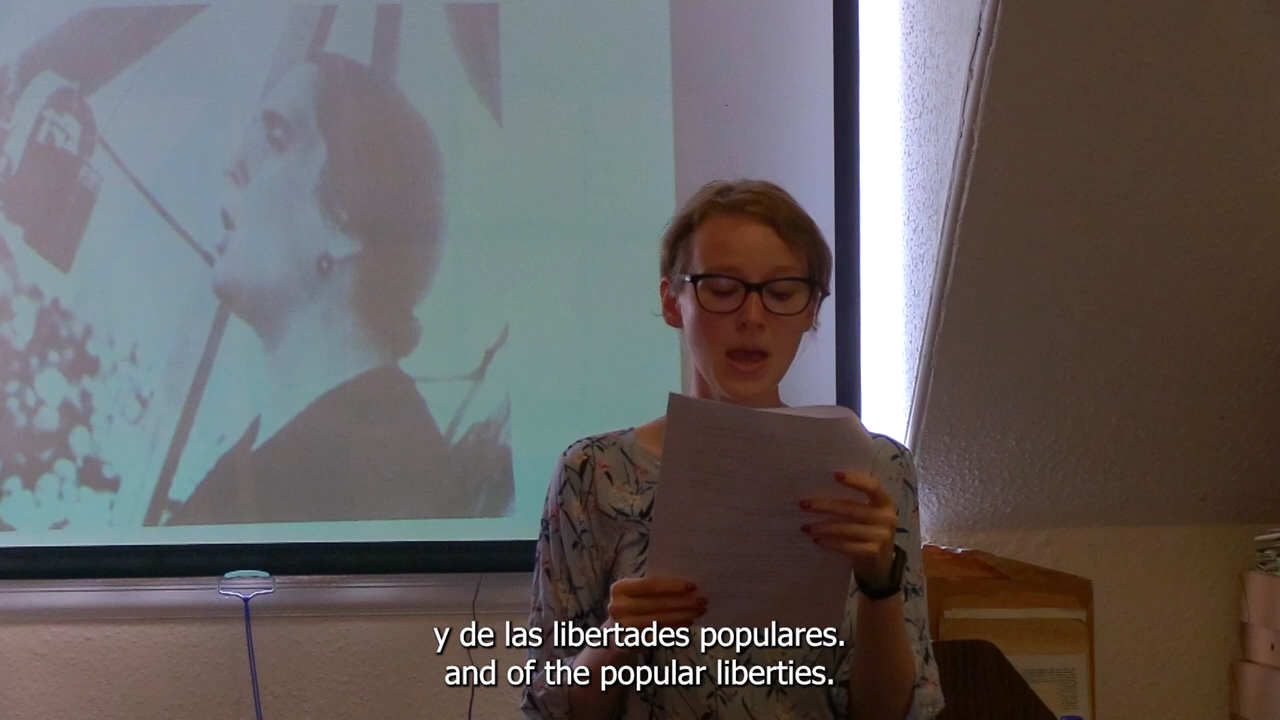 y de las libertades populares.
and of the popular liberties.